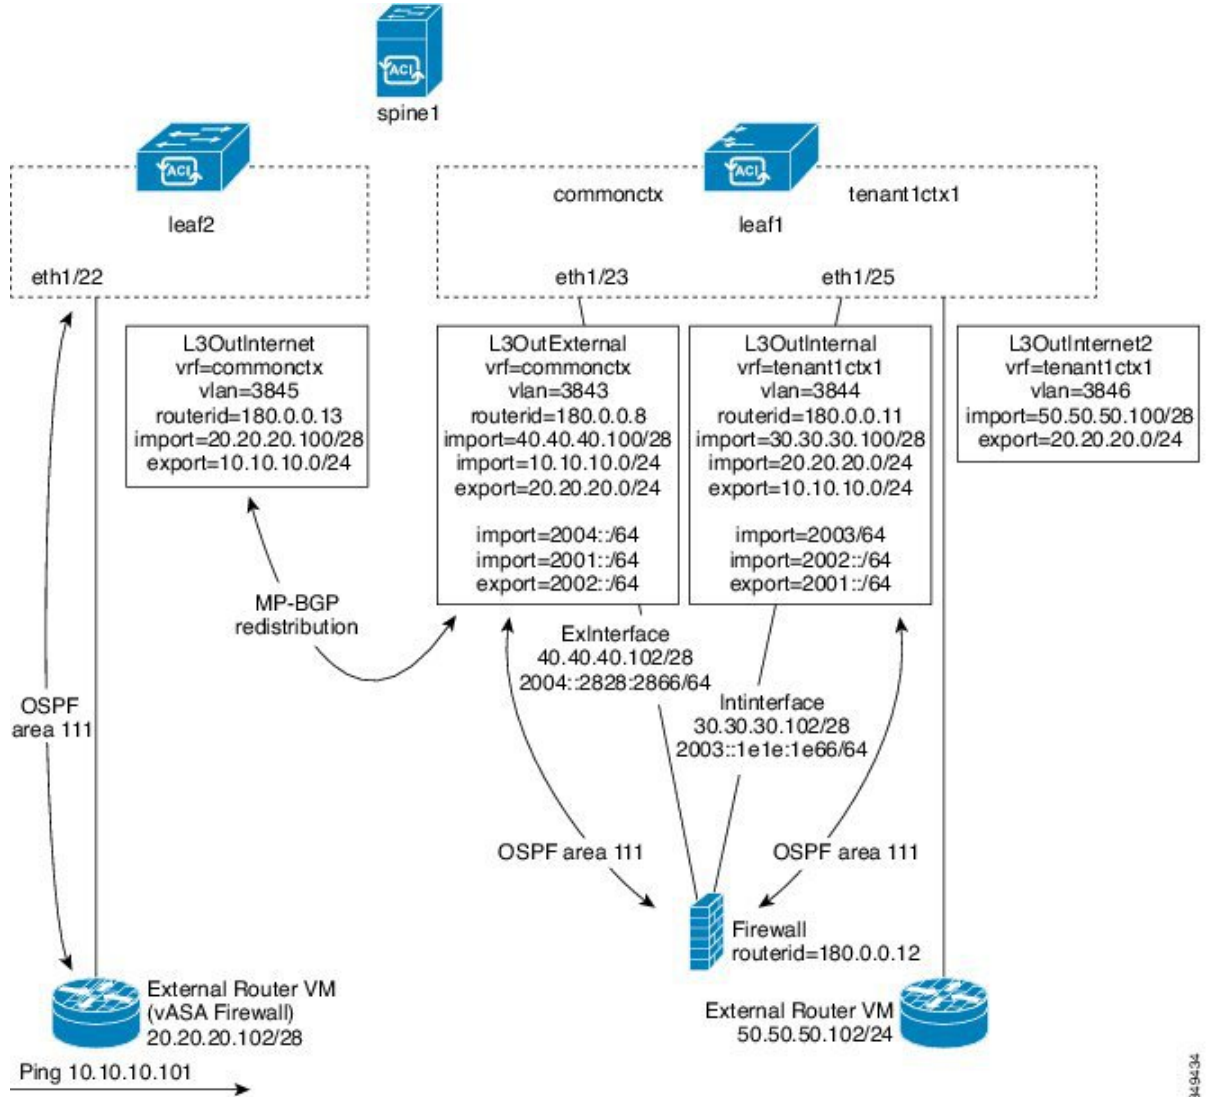 ACI
spine1
ACI
leaf2
eth1/22
commonctx
ACI
tenant1ctx1
leaf1
eth1/23
eth1/25
L3OutInternet
vrf=commonctx
vlan=3845
routerid=180.0.0.13
import=20.20.20.100/28
export=10.10.10.0/24
L3OutExternal
vrf=commonctx
vlan=3843
routerid=180.0.0.8
import=40.40.40.100/28
import=10.10.10.0/24
export=20.20.20.0/24
import=2004::/64
import=2001::/64
export=2002::/64
L3OutInternal
vrf=tenant1ctx1
vlan=3844
routerid=180.0.0.11
import=30.30.30.100/28
import=20.20.20.0/24
export=10.10.10.0/24
import=2003/64
import=2002::/64
export=2001::/64
L3OutInternet2
vrf=tenant1ctx1
vlan=3846
import=50.50.50.100/28
export=20.20.20.0/24
MP-BGP
redistribution
ExInterface
40.40.40.102/28
2004::2828:2866/64
Intinterface
30.30.30.102/28
2003::1e1e:1e66/64
OSPF
area 111
OSPF area 111
OSPF area 111
Firewall
routerid=180.0.0.12
External Router VM
(vASA Firewall)
20.20.20.102/28
External Router VM
50.50.50.102/24
Ping 10.10.10.101
349434